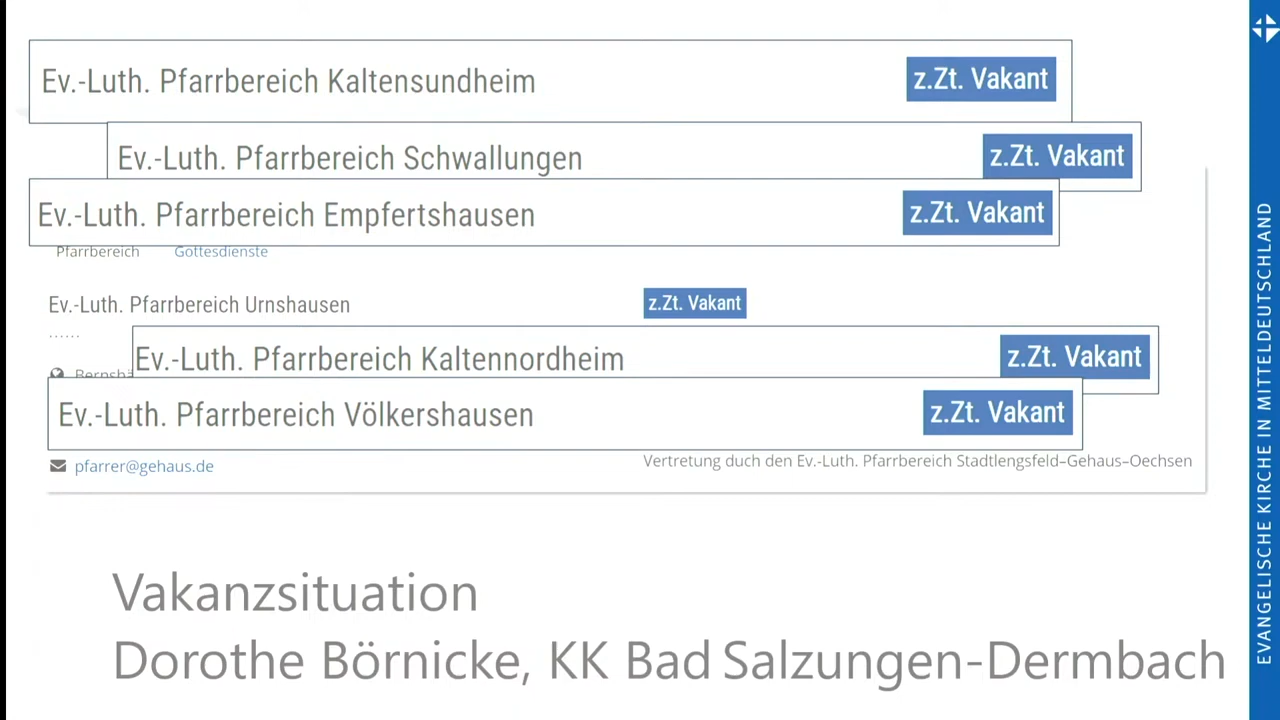 Ev.-Luth. Pfarrbereich Kaltensundheim z.Zt. Vakant
Ev.-Luth. Pfarrbereich Schwallungen z.Zt. Vakant
Ev.-Luth. Pfarrbereich Empfertshausen z.Zt. Vakant
Pfarrbereich Gottesdienste
Ev.-Luth. Pfarrbereich Urnshausen z.Zt. Vakant
......
Ev.-Luth. Pfarrbereich Kaltennordheim z.Zt. Vakant
Ev.-Luth. Pfarrbereich Völkershausen z.Zt. Vakant
pfarrer@gehaus.de Vertretung duch den Ev.-Luth. Pfarrbereich Stadtlengsfeld–Gehaus–Oechsen
Vakanzsituation
Dorothe Börnicke, KK Bad Salzungen-Dermbach
EVANGELISCHE KIRCHE IN MITTELDEUTSCHLAND